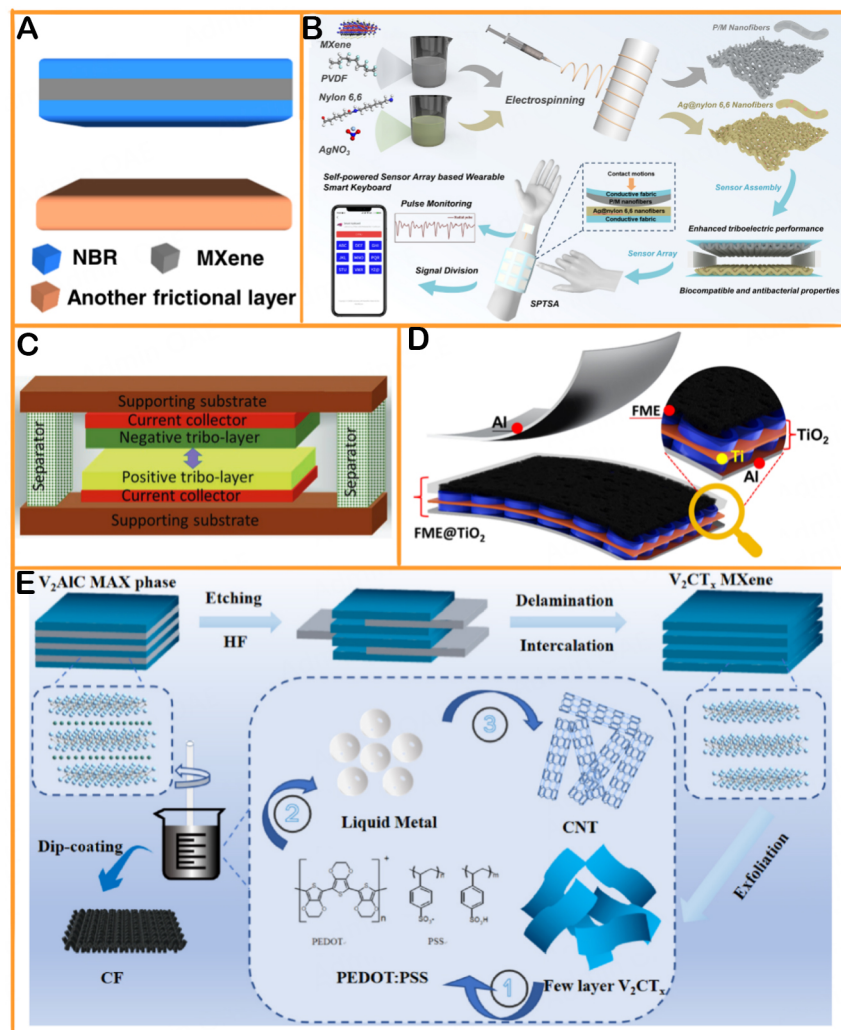 A
NBR
MXene
Another frictional layer
B
MXene
PVDF
Nylon 6,6
AgNO3
Electrospinning
P/M Nanofibers
Ag@nylon 6,6 Nanofibers
Sensor Assembly
Self-powered Sensor Array based Wearable
Smart Keyboard
Pulse Monitoring
Contact motions
Conductive fabric
P/M nanofibers
Ag@nylon 6,6 nanofibers
Conductive fabric
Enhanced triboelectric performance
Sensor Array
Signal Division
SPTSA
Biocompatible and antibacterial properties
C
Supporting substrate
Current collector
Negative tribo-layer
Separator
Separator
Positive tribo-layer
Current collector
Supporting substrate
D
Al
FME
TiO2
Ti
Al
FME@TiO2
E
V2AlC MAX phase
Etching
HF
Delamination
Intercalation
V2CTx MXene
Liquid Metal
3
CNT
2
Dip-coating
Exfoliation
CF
n
n
m
SO3-
SO3H
PEDOT+
PSS-
PEDOT:PSS
1
Few layer V2CTx